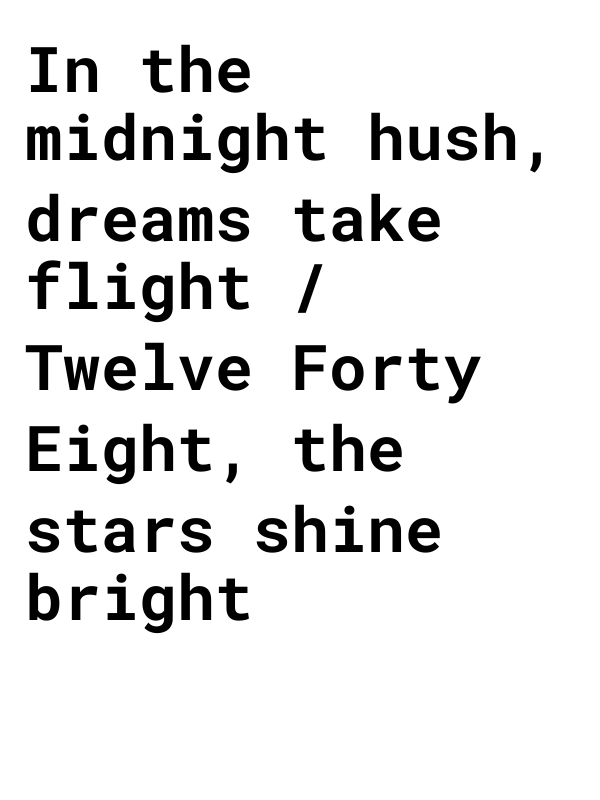 In the
midnight hush,
dreams take
flight /
Twelve Forty
Eight, the
stars shine
bright